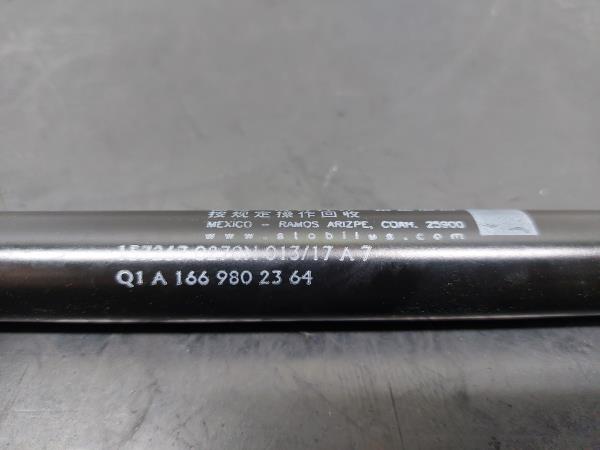 按规定操作回收
MEXICO - RAMOS ARIZPE, COAH. 25900
www.stabilus.com
0270N 013/17 A 7
Q1 A 166 980 23 64